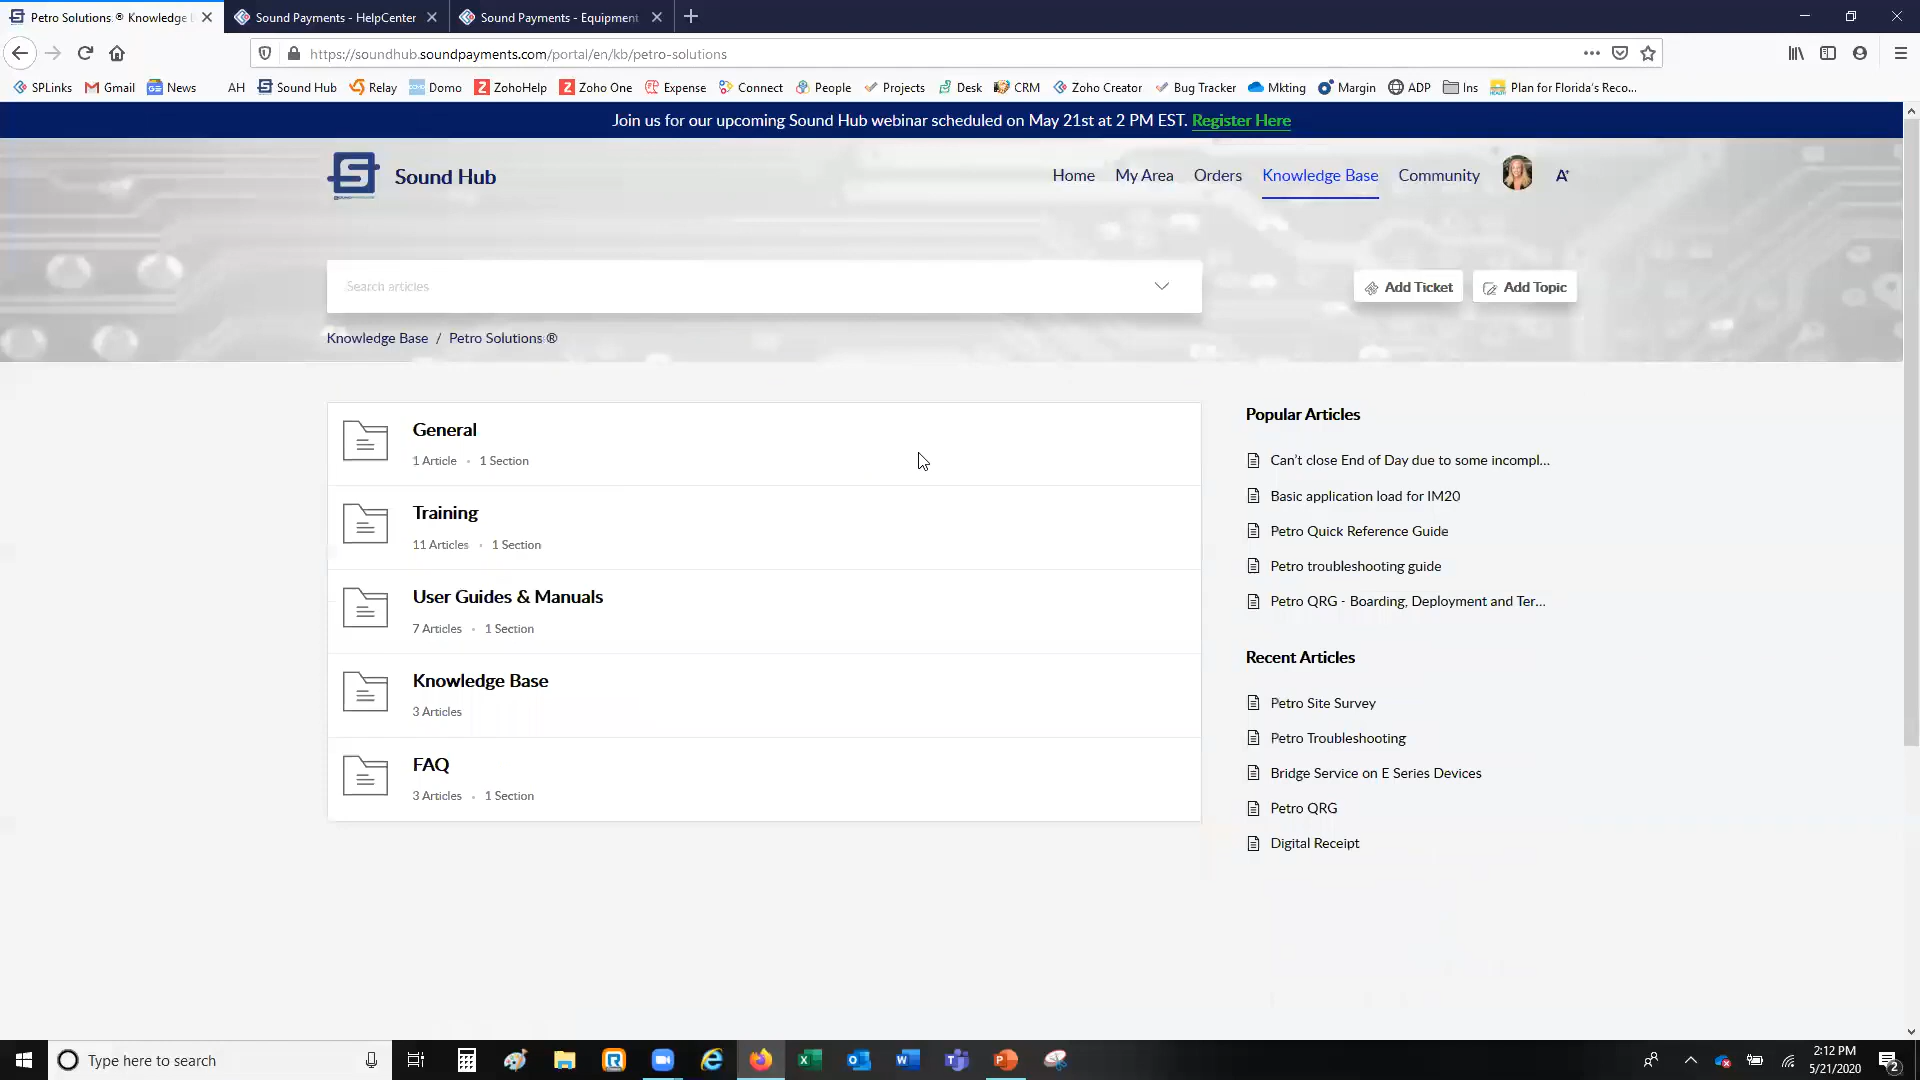 Petro Solutions ® Knowledge
Sound Payments - HelpCenter
Sound Payments - Equipment
https://soundhub.soundpayments.com/portal/en/kb/petro-solutions
SPLinks
Gmail
News
AH
Sound Hub
Relay
Domo
ZohoHelp
Zoho One
Expense
Connect
People
Projects
Desk
CRM
Zoho Creator
Bug Tracker
Mkting
Margin
ADP
Ins
Plan for Florida's Reco...
Join us for our upcoming Sound Hub webinar scheduled on May 21st at 2 PM EST. Register Here
Sound Hub
Home
My Area
Orders
Knowledge Base
Community
A+
Search articles
Add Ticket
Add Topic
Knowledge Base / Petro Solutions ®
General
1 Article • 1 Section
Training
11 Articles • 1 Section
User Guides & Manuals
7 Articles • 1 Section
Knowledge Base
3 Articles
FAQ
3 Articles • 1 Section
Popular Articles
Can't close End of Day due to some incompl...
Basic application load for IM20
Petro Quick Reference Guide
Petro troubleshooting guide
Petro QRG - Boarding, Deployment and Ter...
Recent Articles
Petro Site Survey
Petro Troubleshooting
Bridge Service on E Series Devices
Petro QRG
Digital Receipt
Type here to search
2:12 PM
5/21/2020
2